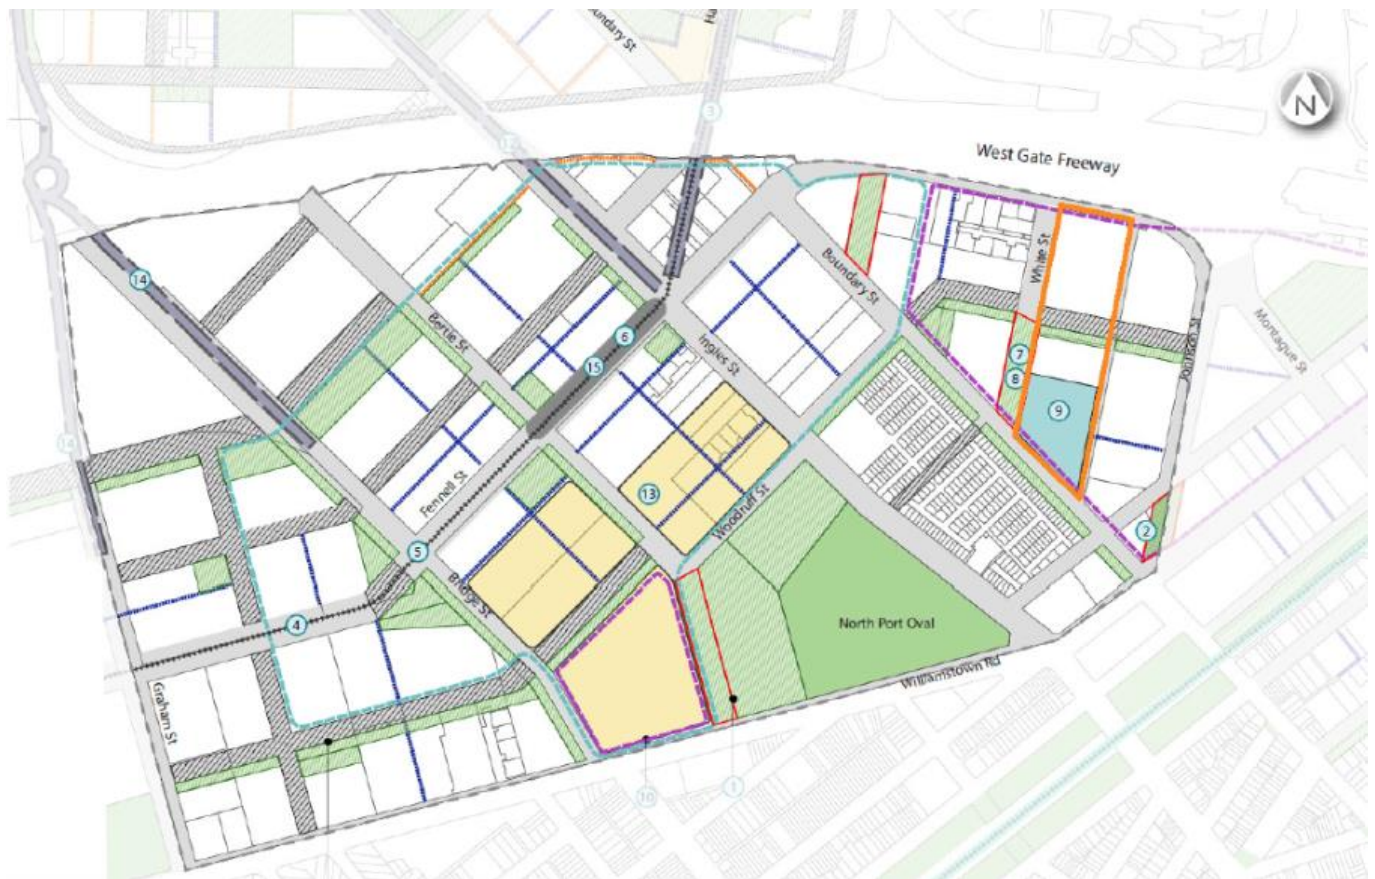 Boundary St
Ha
3
12
N
West Gate Freeway
14
Boundary St
White St
Bertie St
6
15
Ingles St
7
8
Johnson St
Montague St
9
14
13
Fennell St
Woodruff St
2
5
Bridge St
4
North Port Oval
Williamstown Rd
Graham St
10
1